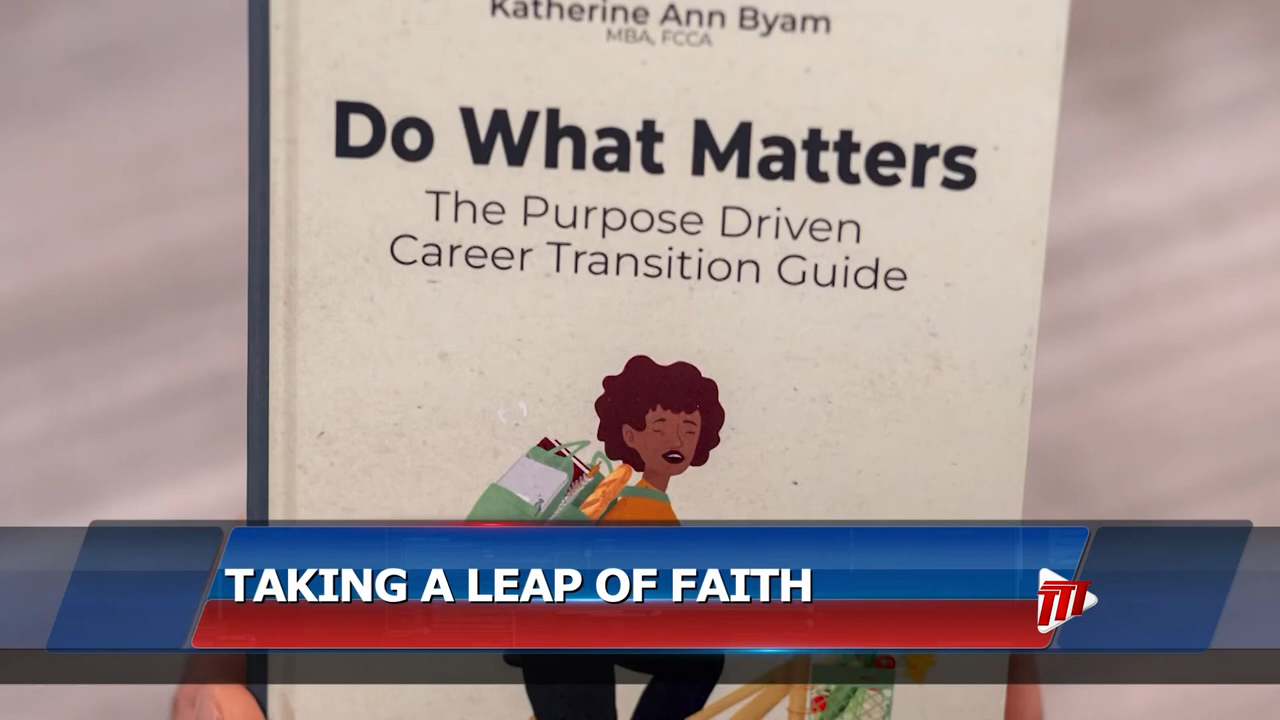 Katherine Ann Byam
MBA, FCCA
Do What Matters
The Purpose Driven
Career Transition Guide
TAKING A LEAP OF FAITH